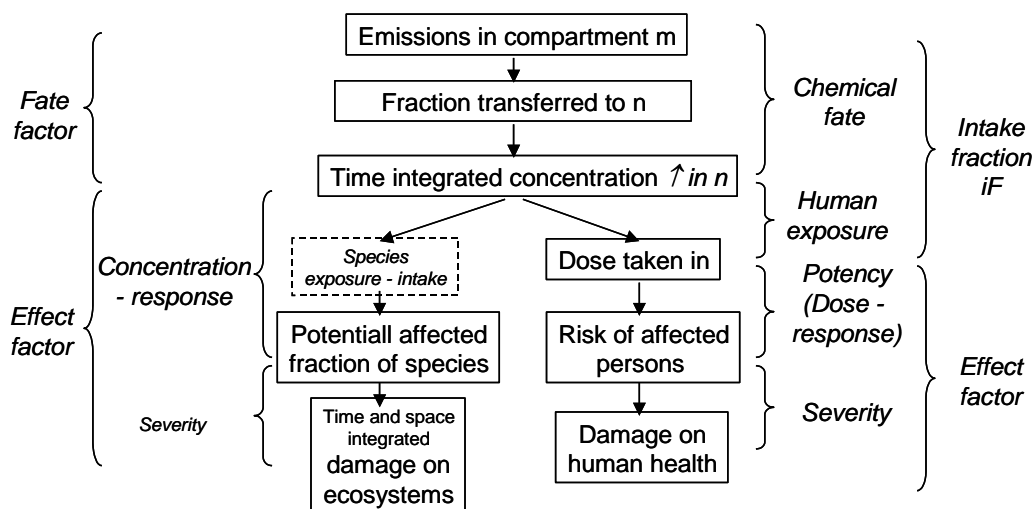 Emissions in compartment m
Fraction transferred to n
Time integrated concentration ↑ in n
Fate
factor
Chemical
fate
Intake
fraction
iF
Human
exposure
Species
exposure - intake
Dose taken in
Concentration
- response
Potency
(Dose -
response)
Effect
factor
Potentiall affected
fraction of species
Risk of affected
persons
Effect
factor
Severity
Severity
Time and space
integrated
damage on
ecosystems
Damage on
human health